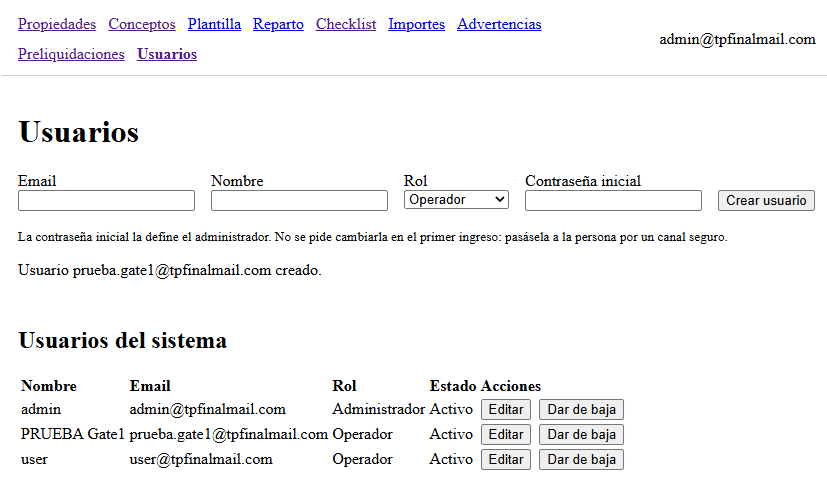 Propiedades Conceptos Plantilla Reparto Checklist Importes Advertencias
Preliquidaciones Usuarios
admin@tpfinalmail.com
Usuarios
Email Nombre Rol Contraseña inicial
Operador Crear usuario
La contraseña inicial la define el administrador. No se pide cambiarla en el primer ingreso: pasásela a la persona por un canal seguro.
Usuario prueba.gate1@tpfinalmail.com creado.
Usuarios del sistema
Nombre Email Rol Estado Acciones
admin admin@tpfinalmail.com Administrador Activo Editar Dar de baja
PRUEBA Gate1 prueba.gate1@tpfinalmail.com Operador Activo Editar Dar de baja
user user@tpfinalmail.com Operador Activo Editar Dar de baja